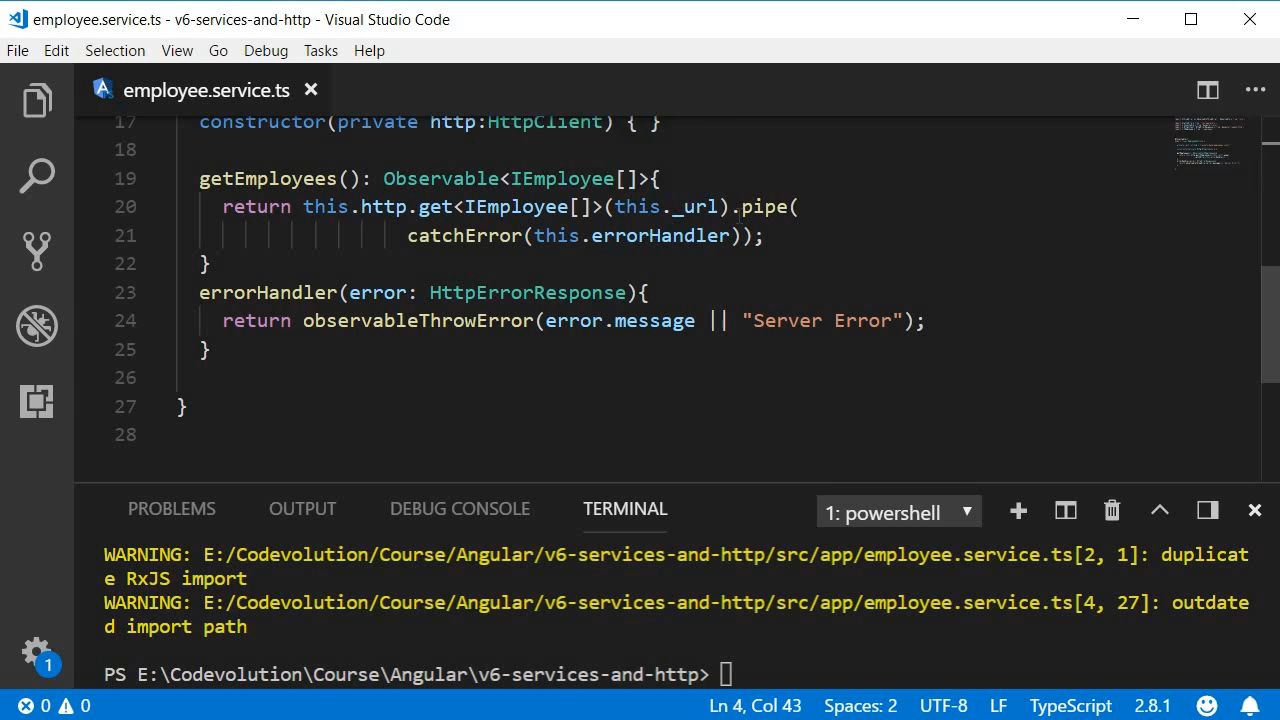 employee.service.ts - v6-services-and-http - Visual Studio Code
File Edit Selection View Go Debug Tasks Help
employee.service.ts
17 constructor(private http:HttpClient) { }
18
19 getEmployees(): Observable<IEmployee[]>{
20 return this.http.get<IEmployee[]>(this._url).pipe(
21 catchError(this.errorHandler));
22 }
23 errorHandler(error: HttpErrorResponse){
24 return observableThrowError(error.message || "Server Error");
25 }
26
27 }
28
PROBLEMS OUTPUT DEBUG CONSOLE TERMINAL 1: powershell
WARNING: E:/Codevolution/Course/Angular/v6-services-and-http/src/app/employee.service.ts[2, 1]: duplicat
e RxJS import
WARNING: E:/Codevolution/Course/Angular/v6-services-and-http/src/app/employee.service.ts[4, 27]: outdate
d import path
PS E:\Codevolution\Course\Angular\v6-services-and-http>
1
0 0 Ln 4, Col 43 Spaces: 2 UTF-8 LF TypeScript 2.8.1